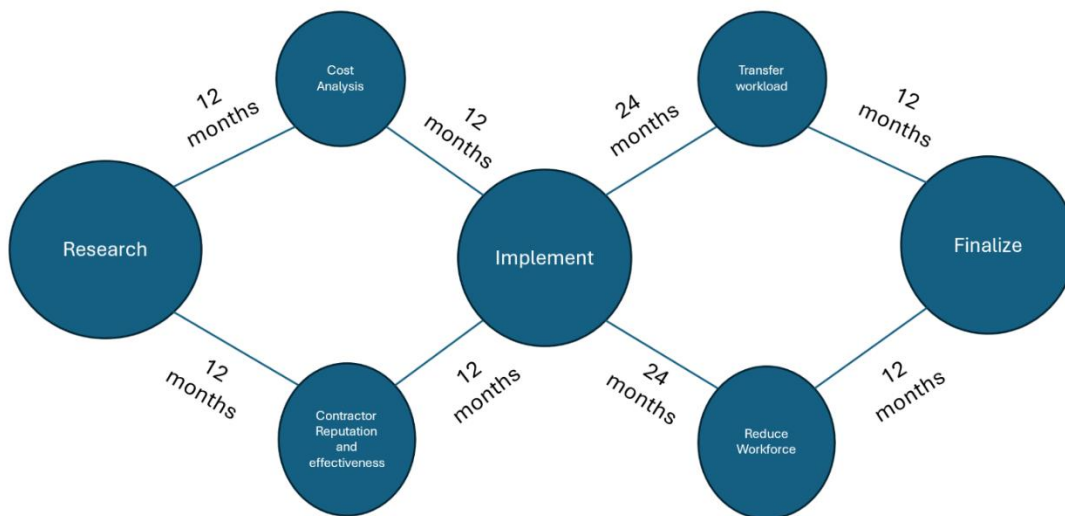 Cost
Analysis
Transfer
workload
12
months
12
months
24
months
12
months
Research
Implement
Finalize
12
months
12
months
24
months
12
months
Contractor
Reputation
and
effectiveness
Reduce
Workforce